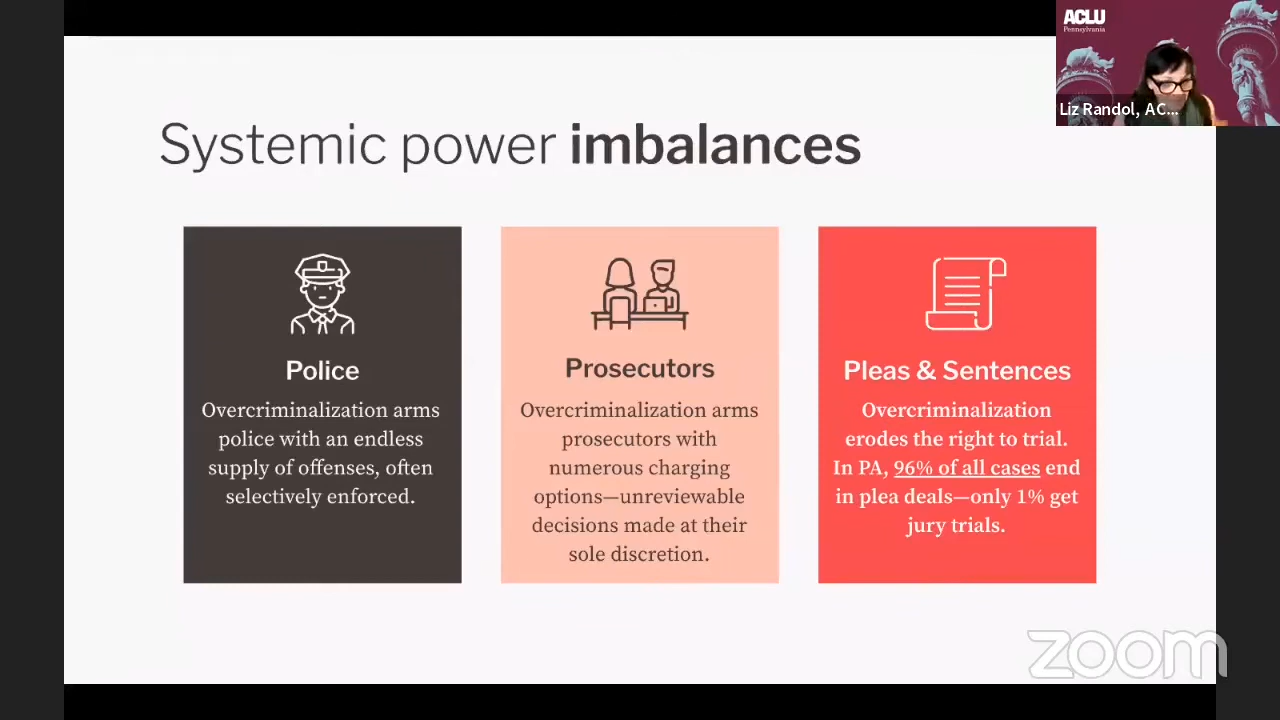 ACLU
Pennsylvania
Liz Randol, AC...
Systemic power imbalances
Police
Overcriminalization arms
police with an endless
supply of offenses, often
selectively enforced.
Prosecutors
Overcriminalization arms
prosecutors with
numerous charging
options—unreviewable
decisions made at their
sole discretion.
Pleas & Sentences
Overcriminalization
erodes the right to trial.
In PA, 96% of all cases end
in plea deals—only 1% get
jury trials.
zoom